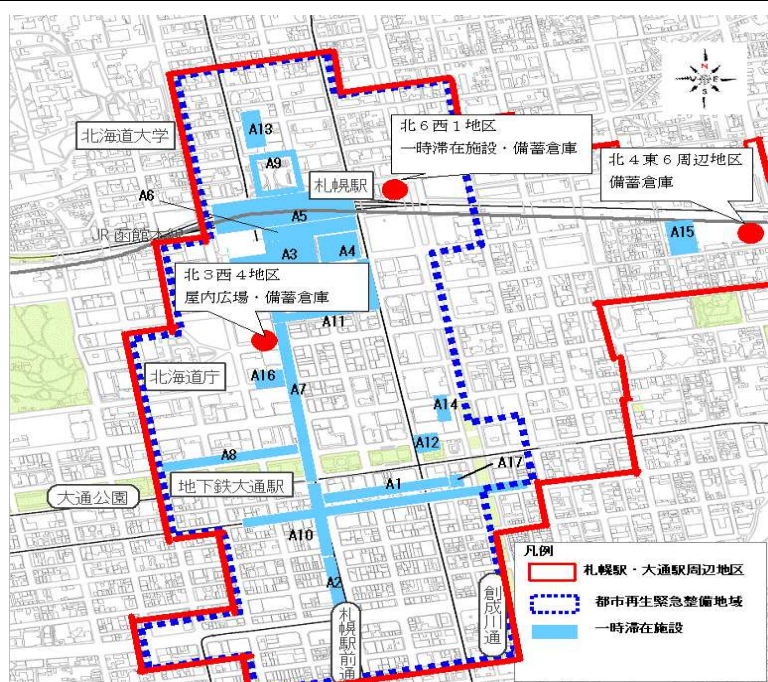 N
E
S
北海道大学
A13
A9
北6西1地区
一時滞在施設・備蓄倉庫
北4東6周辺地区
備蓄倉庫
A6
札幌駅
A5
A15
JR函館本線
A3
A4
北3西4地区
屋内広場・備蓄倉庫
A11
北海道庁
A16
A7
A14
A12
A8
A17
地下鉄大通駅
A1
大通公園
A10
A2
札幌駅前通
創成川通
凡例
札幌駅・大通駅周辺地区
都市再生緊急整備地域
一時滞在施設